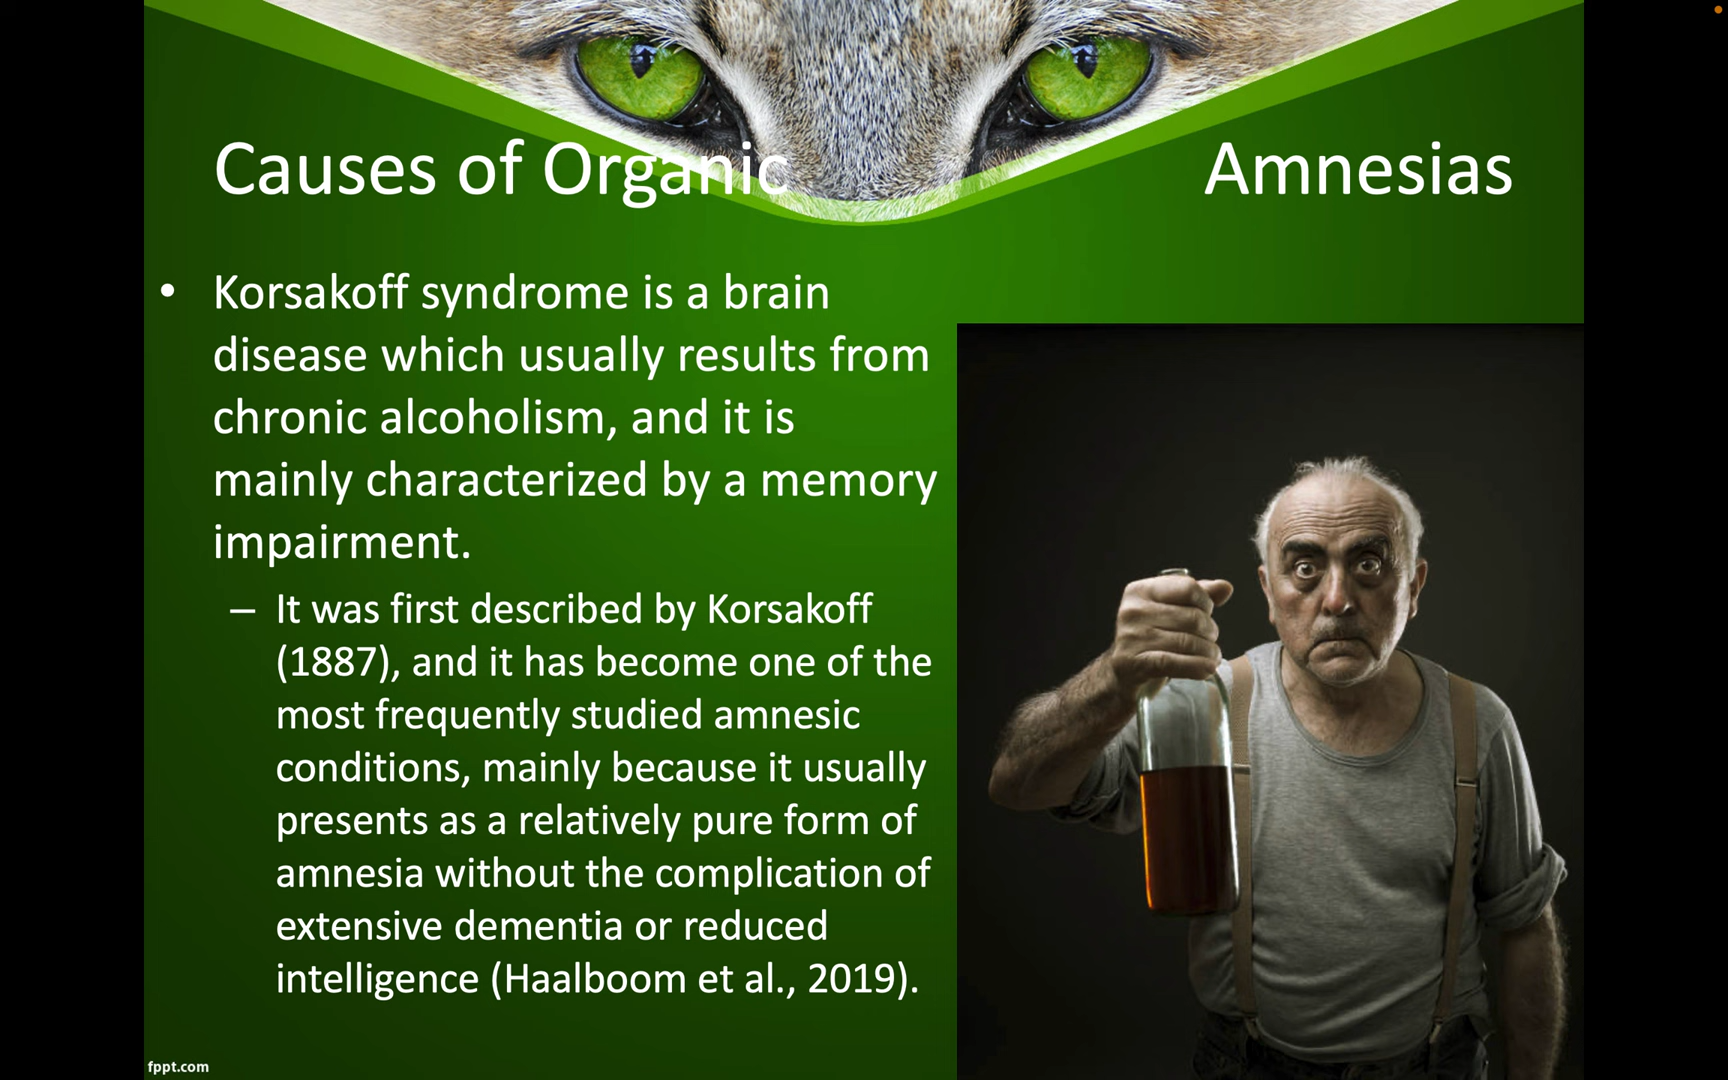 Causes of Organic Amnesias
• Korsakoff syndrome is a brain
disease which usually results from
chronic alcoholism, and it is
mainly characterized by a memory
impairment.
– It was first described by Korsakoff
(1887), and it has become one of the
most frequently studied amnesic
conditions, mainly because it usually
presents as a relatively pure form of
amnesia without the complication of
extensive dementia or reduced
intelligence (Haalboom et al., 2019).
fppt.com